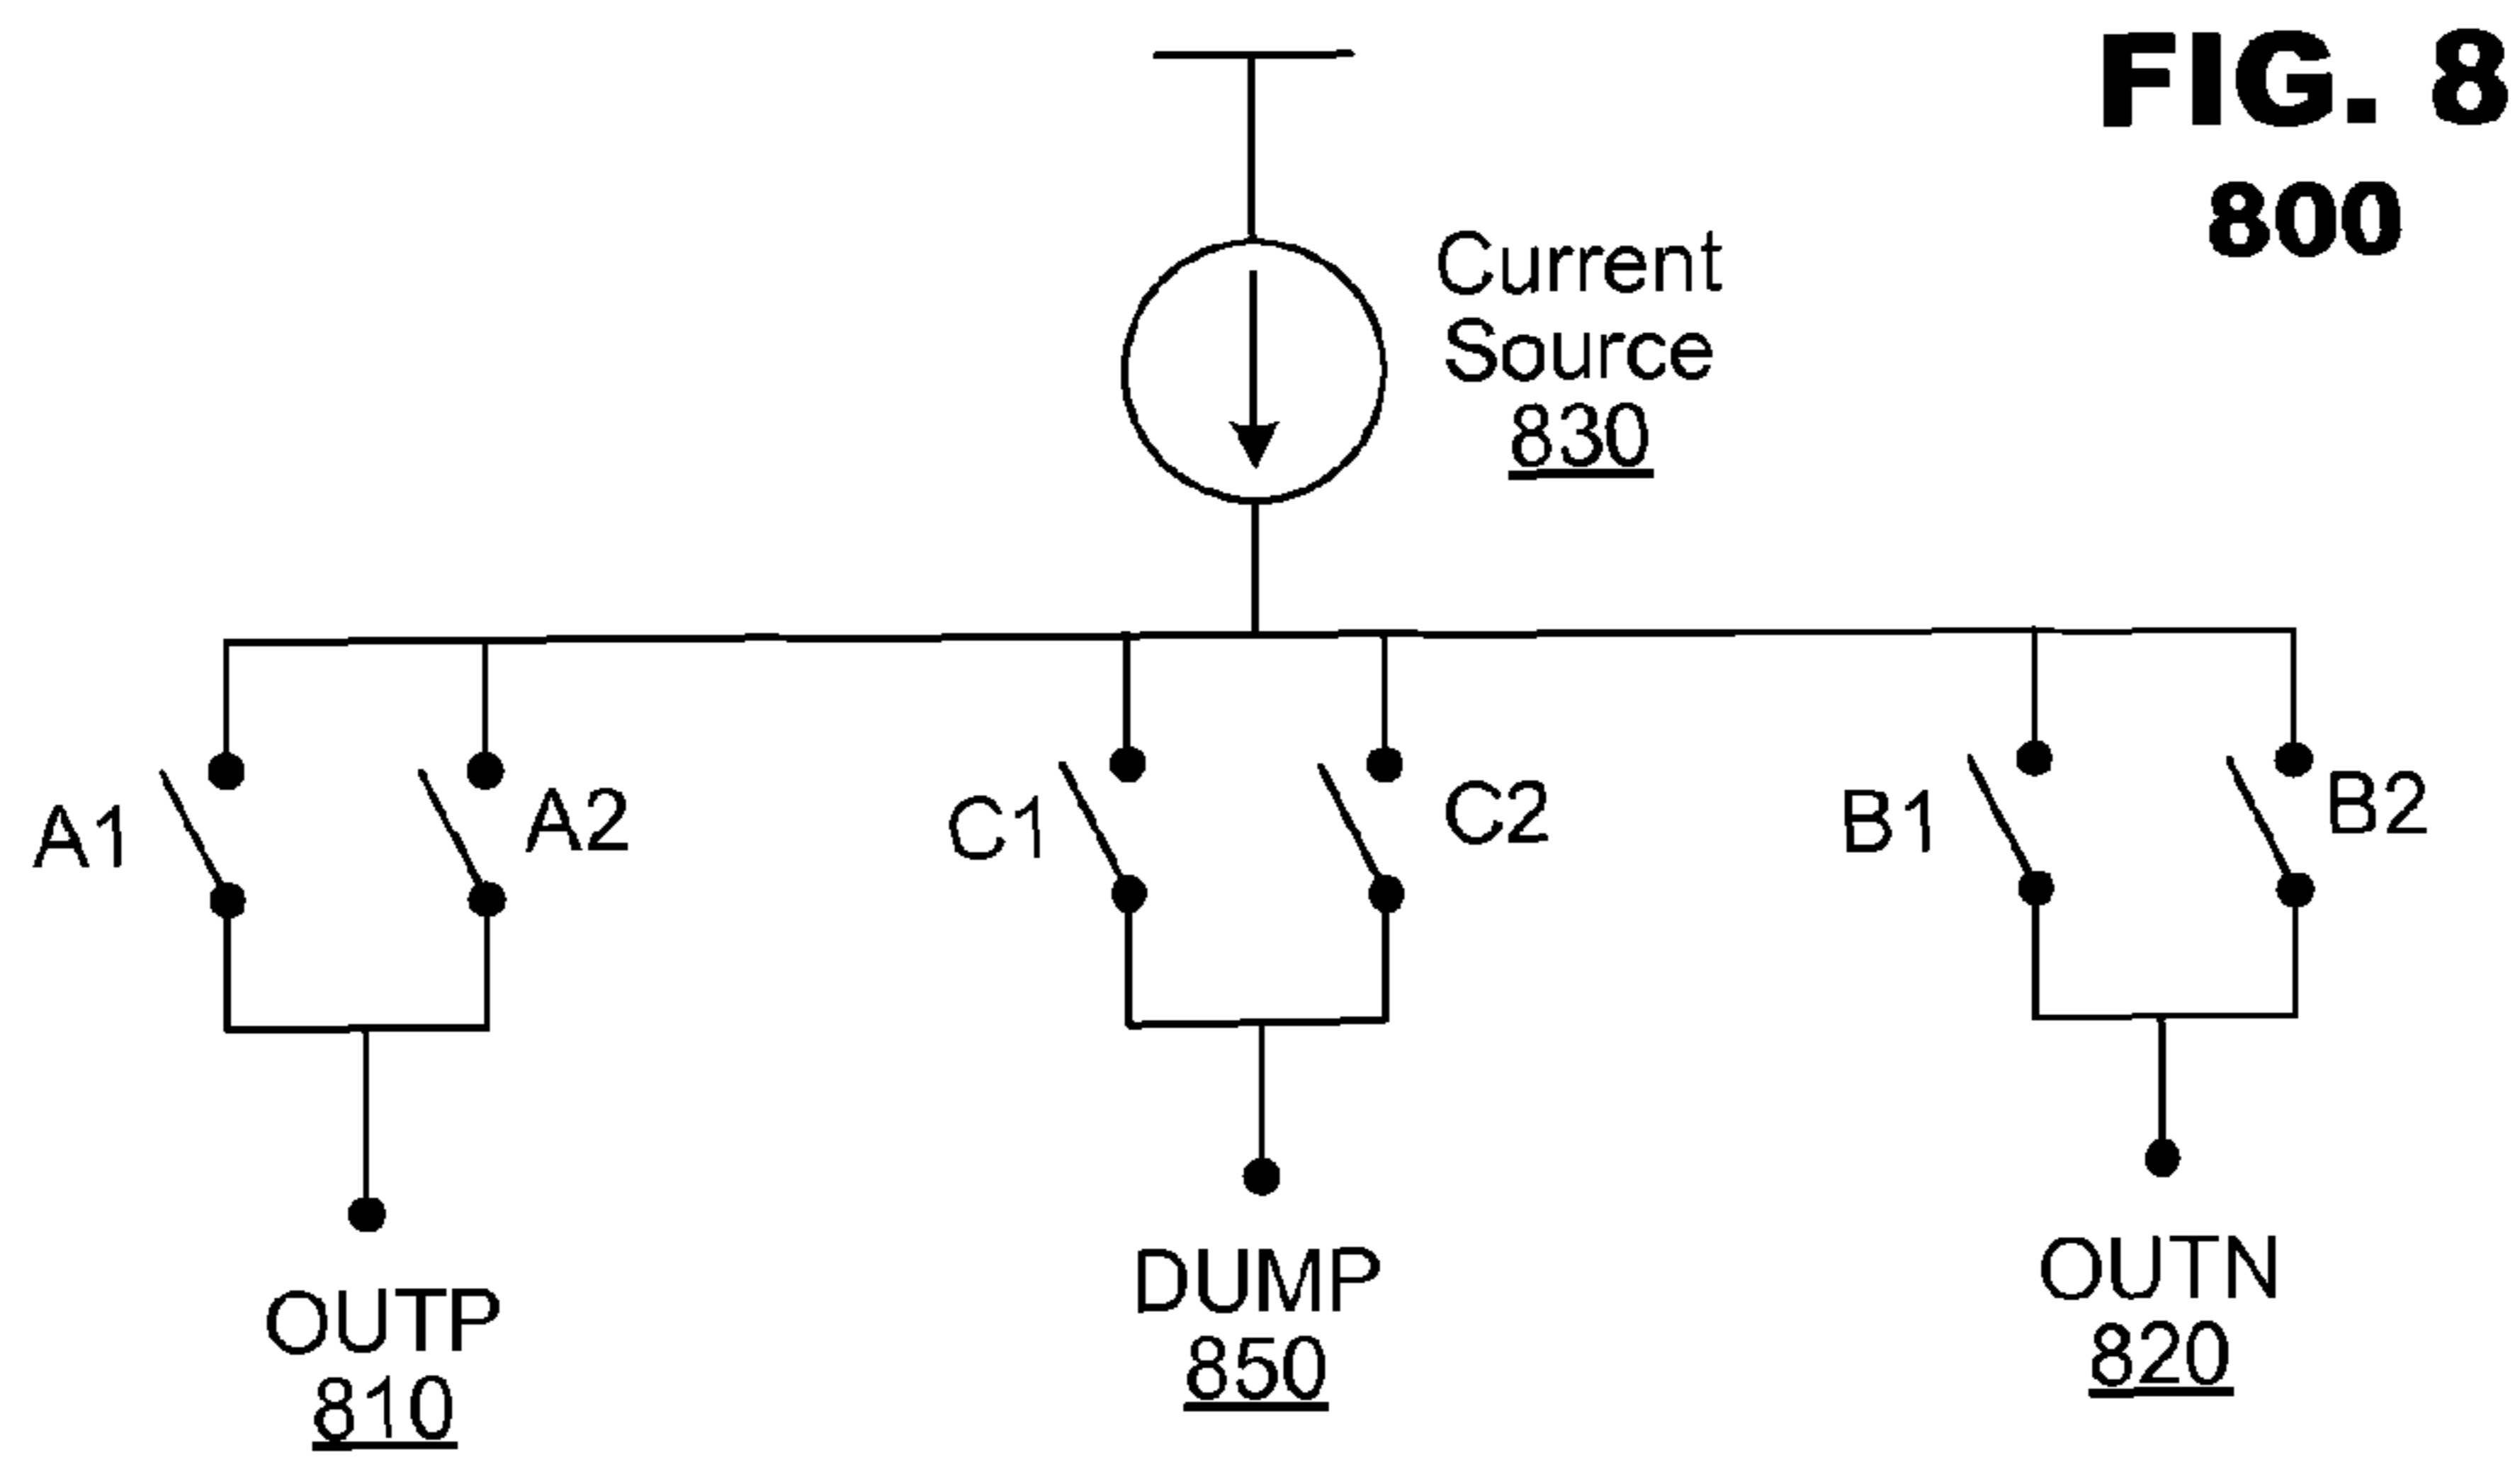 FIG. 8
800
Current
Source
830
A1
A2
C1
C2
B1
B2
OUTP
810
DUMP
850
OUTN
820